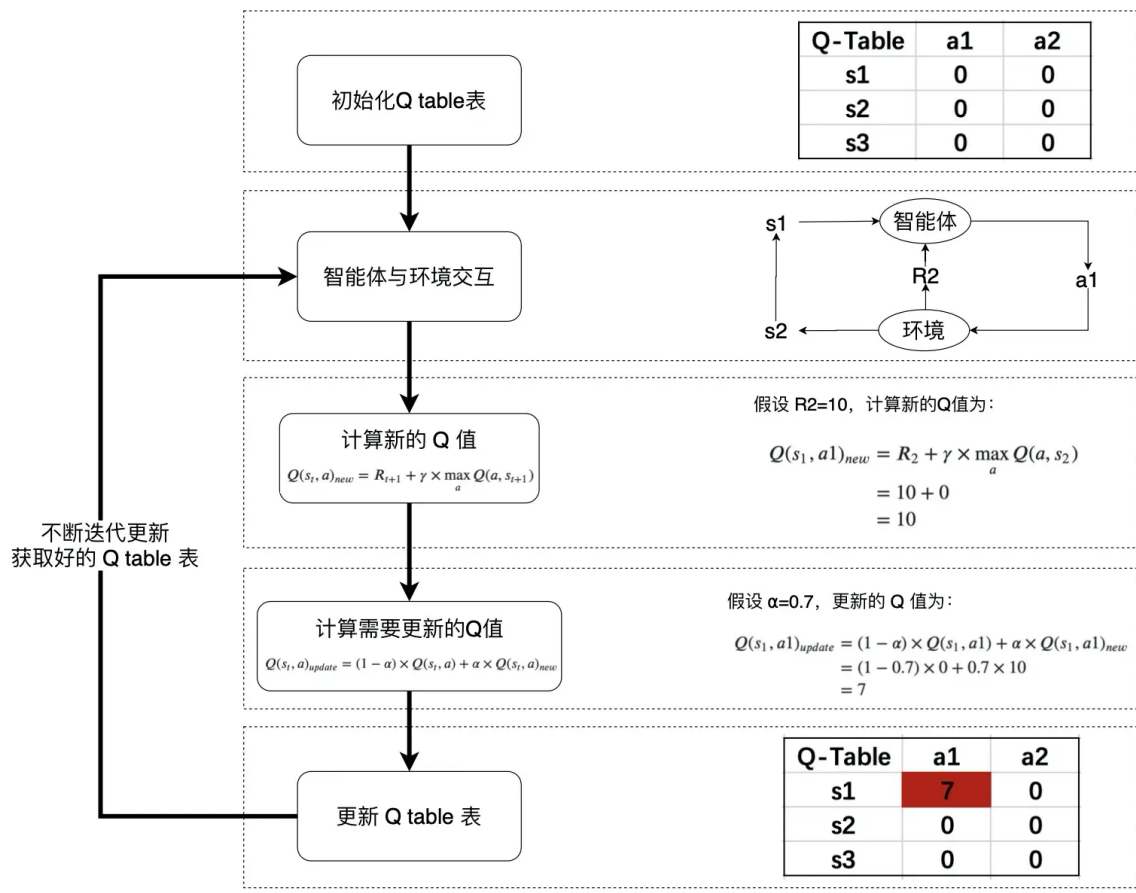 初始化Q table表
Q-Table a1 a2
s1 0 0
s2 0 0
s3 0 0
智能体与环境交互
s1 智能体
R2 a1
s2 环境
计算新的 Q 值
Q(s_t, a)_{new} = R_{t+1} + γ × max_a Q(a, s_{t+1})
假设 R2=10，计算新的Q值为：
Q(s_1, a1)_{new} = R_2 + γ × max_a Q(a, s_2)
= 10 + 0
= 10
不断迭代更新
获取好的 Q table 表
计算需要更新的Q值
Q(s_t, a)_{update} = (1 − α) × Q(s_t, a) + α × Q(s_t, a)_{new}
假设 α=0.7，更新的 Q 值为：
Q(s_1, a1)_{update} = (1 − α) × Q(s_1, a1) + α × Q(s_1, a1)_{new}
= (1 − 0.7) × 0 + 0.7 × 10
= 7
更新 Q table 表
Q-Table a1 a2
s1 7 0
s2 0 0
s3 0 0